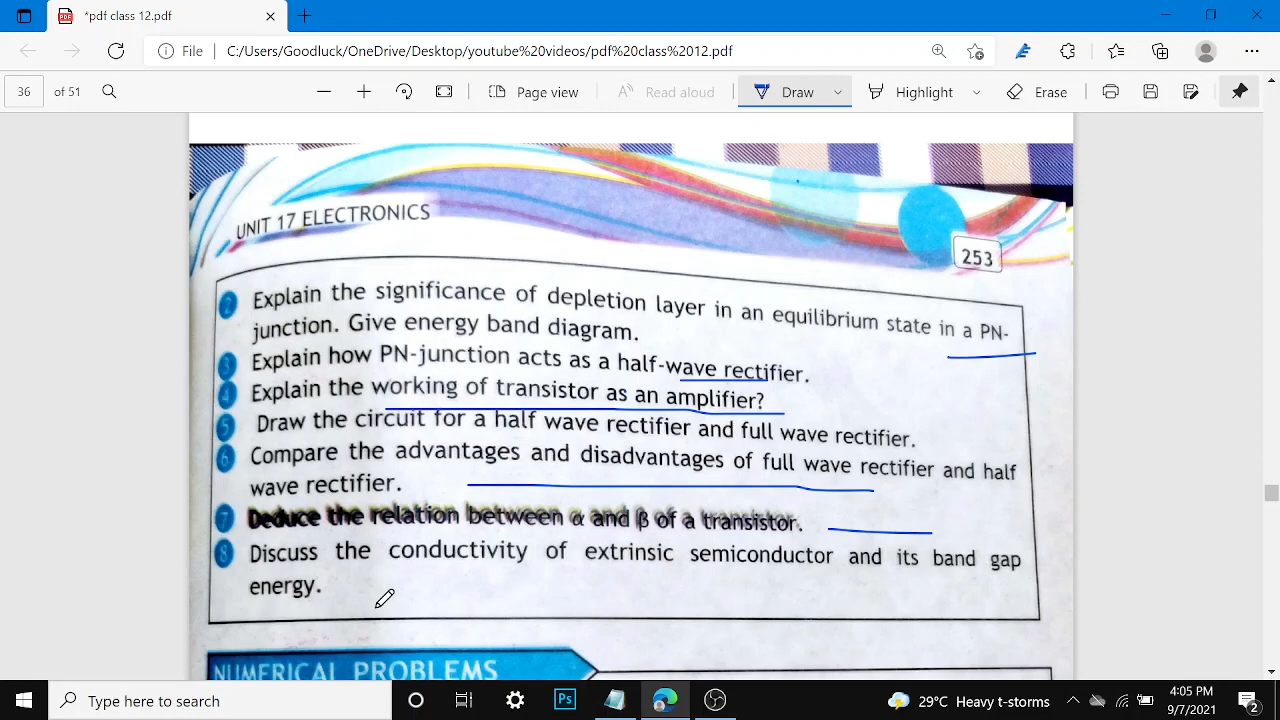 *pdf class 12.pdf
File
C:/Users/Goodluck/OneDrive/Desktop/youtube%20videos/pdf%20class%2012.pdf
36 of 51
Page view
Read aloud
Draw
Highlight
Erase
UNIT 17 ELECTRONICS
253
2 Explain the significance of depletion layer in an equilibrium state in a PN-
junction. Give energy band diagram.
3 Explain how PN-junction acts as a half-wave rectifier.
4 Explain the working of transistor as an amplifier?
5 Draw the circuit for a half wave rectifier and full wave rectifier.
6 Compare the advantages and disadvantages of full wave rectifier and half
wave rectifier.
7 Deduce the relation between α and β of a transistor.
8 Discuss the conductivity of extrinsic semiconductor and its band gap
energy.
NUMERICAL PROBLEMS
Type here to search
Ps
29°C Heavy t-storms
4:05 PM
9/7/2021
2